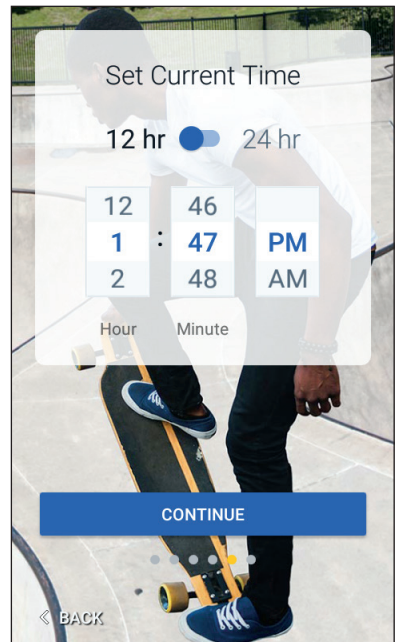 Set Current Time
12 hr 24 hr
12 46
1 : 47 PM
2 48 AM
Hour Minute
CONTINUE
BACK